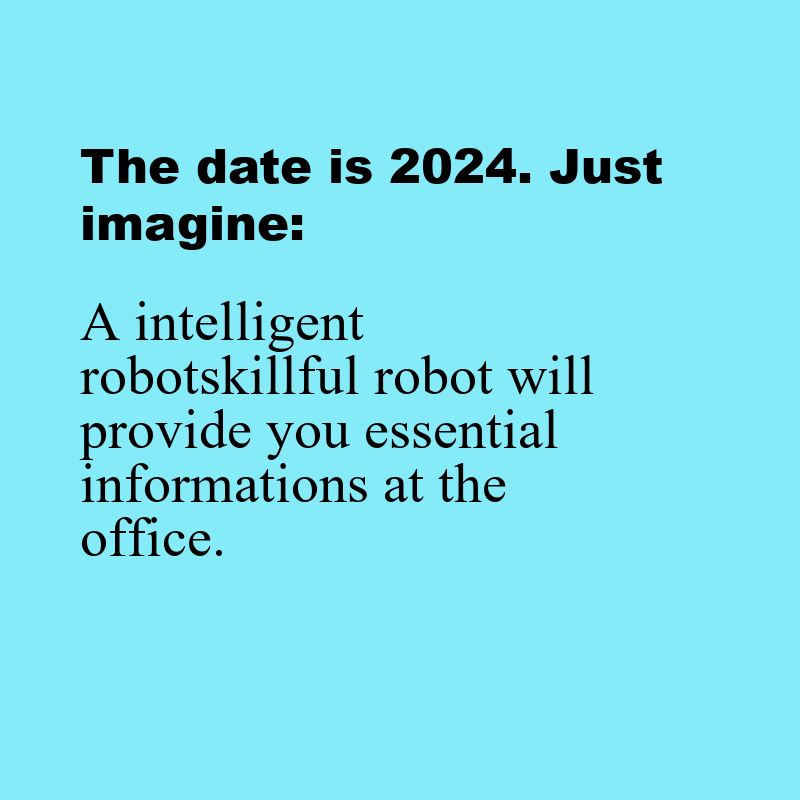 The date is 2024. Just
imagine:
A intelligent
robotskillful robot will
provide you essential
informations at the
office.